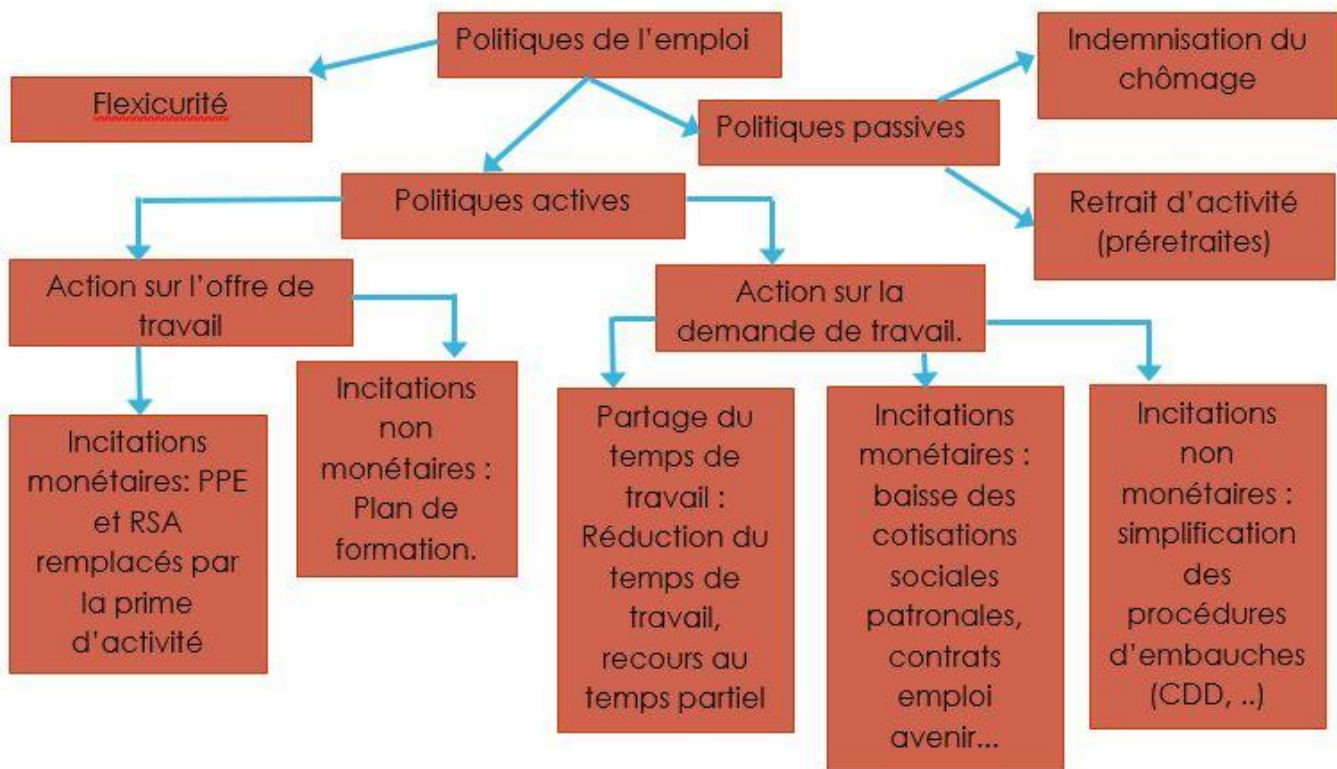 Politiques de l'emploi
Flexicurité
Indemnisation du
chômage
Politiques passives
Politiques actives
Retrait d'activité
(préretraites)
Action sur l'offre de
travail
Action sur la
demande de travail.
Incitations
monétaires: PPE
et RSA
remplacés par
la prime
d'activité
Incitations
non
monétaires :
Plan de
formation.
Partage du
temps de
travail :
Réduction du
temps de
travail,
recours au
temps partiel
Incitations
monétaires :
baisse des
cotisations
sociales
patronales,
contrats
emploi
avenir...
Incitations
non
monétaires :
simplification
des
procédures
d'embauches
(CDD, ..)